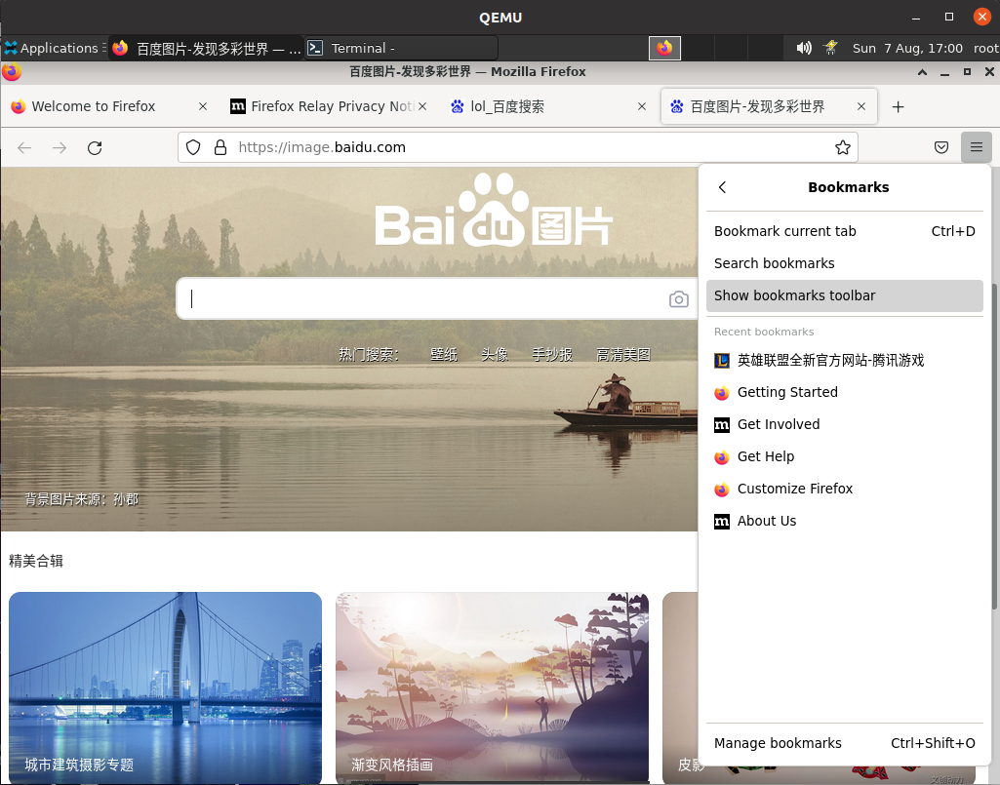 QEMU
Applications
百度图片-发现多彩世界 — ...
Terminal -
Sun 7 Aug, 17:00
root
百度图片-发现多彩世界 — Mozilla Firefox
Welcome to Firefox
Firefox Relay Privacy Noti
lol_百度搜索
百度图片-发现多彩世界
https://image.baidu.com
Bai du 图片
热门搜索:
壁纸
头像
手抄报
高清美图
背景图片来源:孙郡
精美合辑
城市建筑摄影专题
渐变风格插画
皮影
Bookmarks
Bookmark current tab
Ctrl+D
Search bookmarks
Show bookmarks toolbar
Recent bookmarks
英雄联盟全新官方网站-腾讯游戏
Getting Started
Get Involved
Get Help
Customize Firefox
About Us
Manage bookmarks
Ctrl+Shift+O